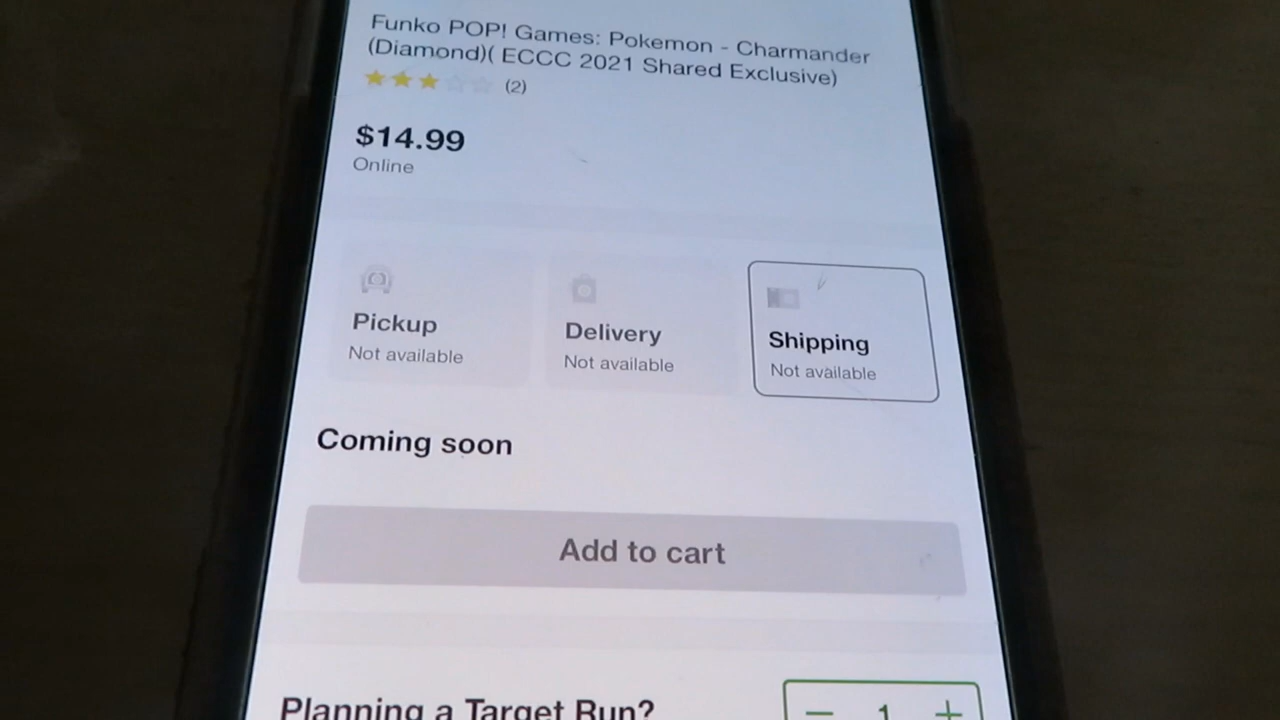 Funko POP! Games: Pokemon - Charmander
(Diamond)( ECCC 2021 Shared Exclusive)
(2)
$14.99
Online
Pickup
Not available
Delivery
Not available
Shipping
Not available
Coming soon
Add to cart
Planning a Target Run?
1